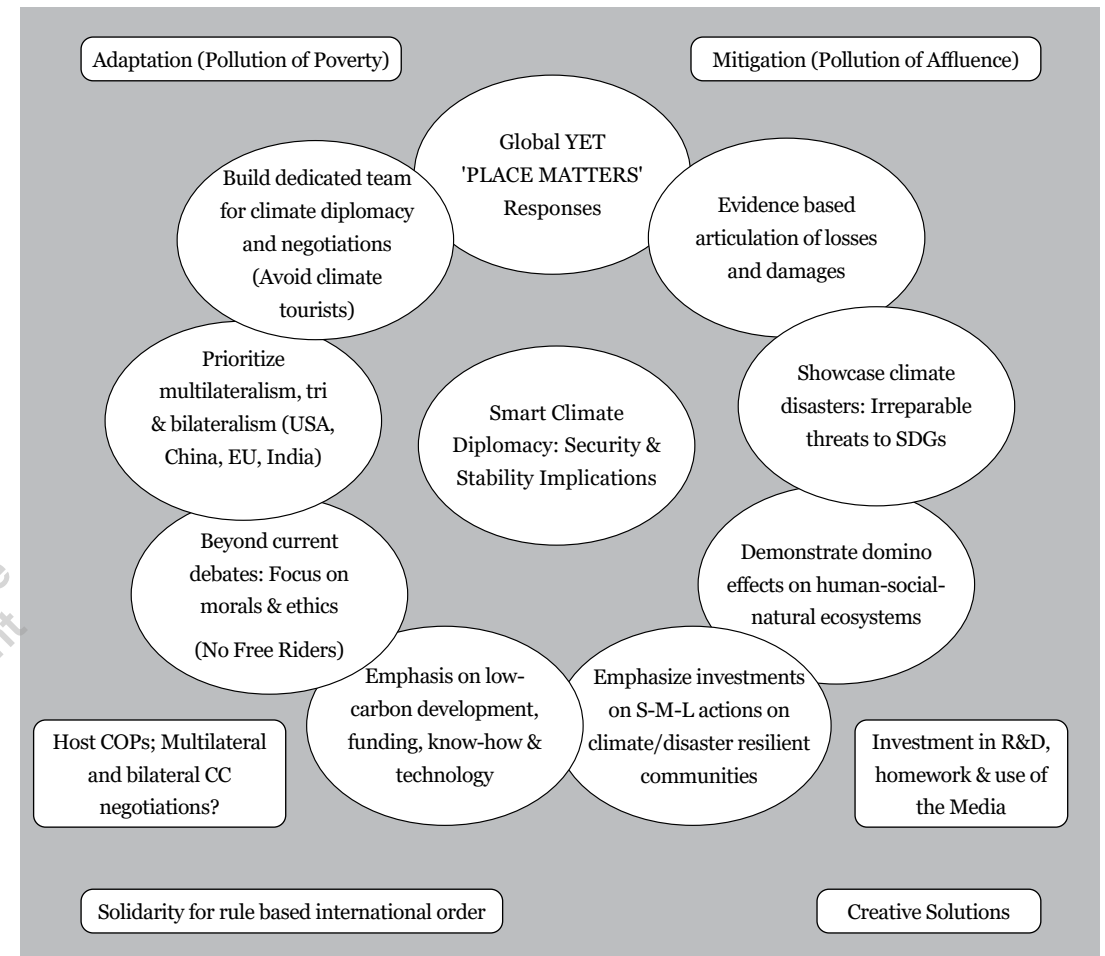 Adaptation (Pollution of Poverty)
Mitigation (Pollution of Affluence)
Global YET
'PLACE MATTERS'
Responses
Build dedicated team
for climate diplomacy
and negotiations
(Avoid climate
tourists)
Evidence based
articulation of losses
and damages
Prioritize
multilateralism, tri
& bilateralism (USA,
China, EU, India)
Smart Climate
Diplomacy: Security &
Stability Implications
Showcase climate
disasters: Irreparable
threats to SDGs
Beyond current
debates: Focus on
morals & ethics
(No Free Riders)
Demonstrate domino
effects on human-social-
natural ecosystems
Emphasis on low-
carbon development,
funding, know-how &
technology
Emphasize investments
on S-M-L actions on
climate/disaster resilient
communities
Host COPs; Multilateral
and bilateral CC
negotiations?
Investment in R&D,
homework & use of
the Media
Solidarity for rule based international order
Creative Solutions